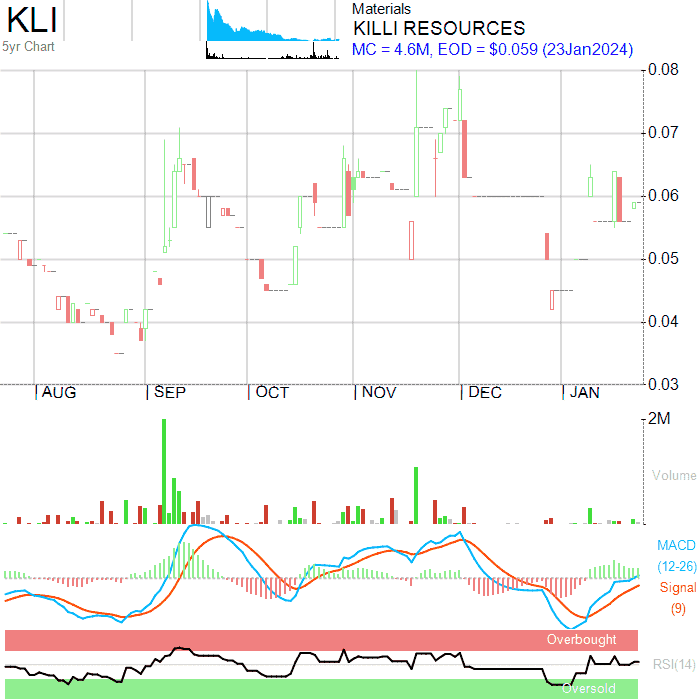 KLI
5yr Chart
Materials
KILLI RESOURCES
MC = 4.6M, EOD = $0.059 (23Jan2024)
0.08
0.07
0.06
0.05
0.04
0.03
AUG SEP OCT NOV DEC JAN
2M
Volume
MACD
(12-26)
Signal
(9)
Overbought
RSI(14)
Oversold